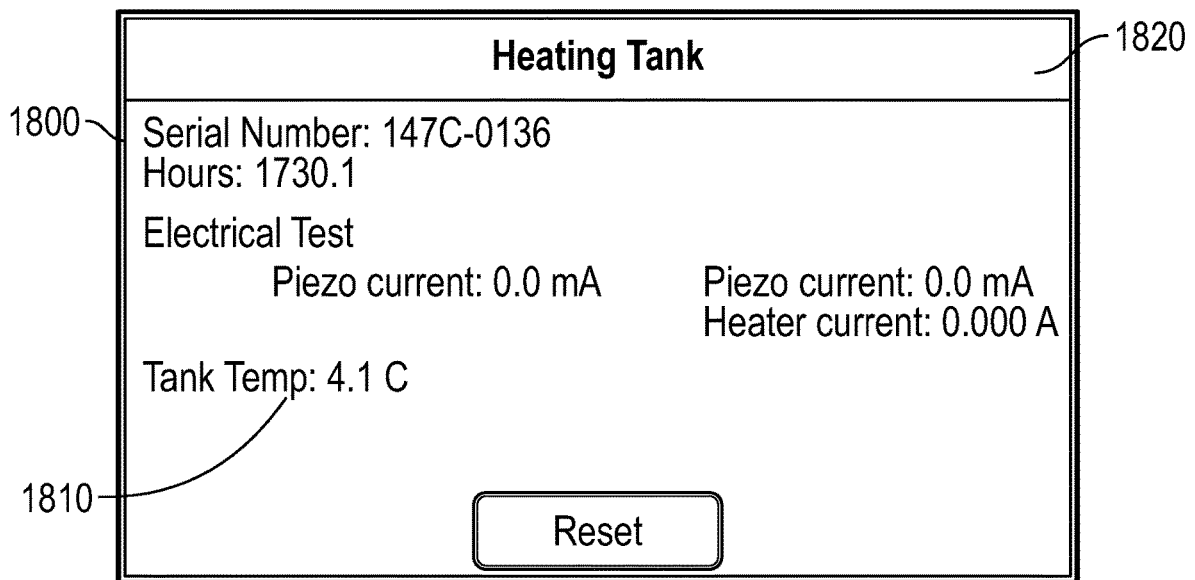 Heating Tank
1820
1800
Serial Number: 147C-0136
Hours: 1730.1
Electrical Test
Piezo current: 0.0 mA Piezo current: 0.0 mA
Heater current: 0.000 A
Tank Temp: 4.1 C
1810
Reset